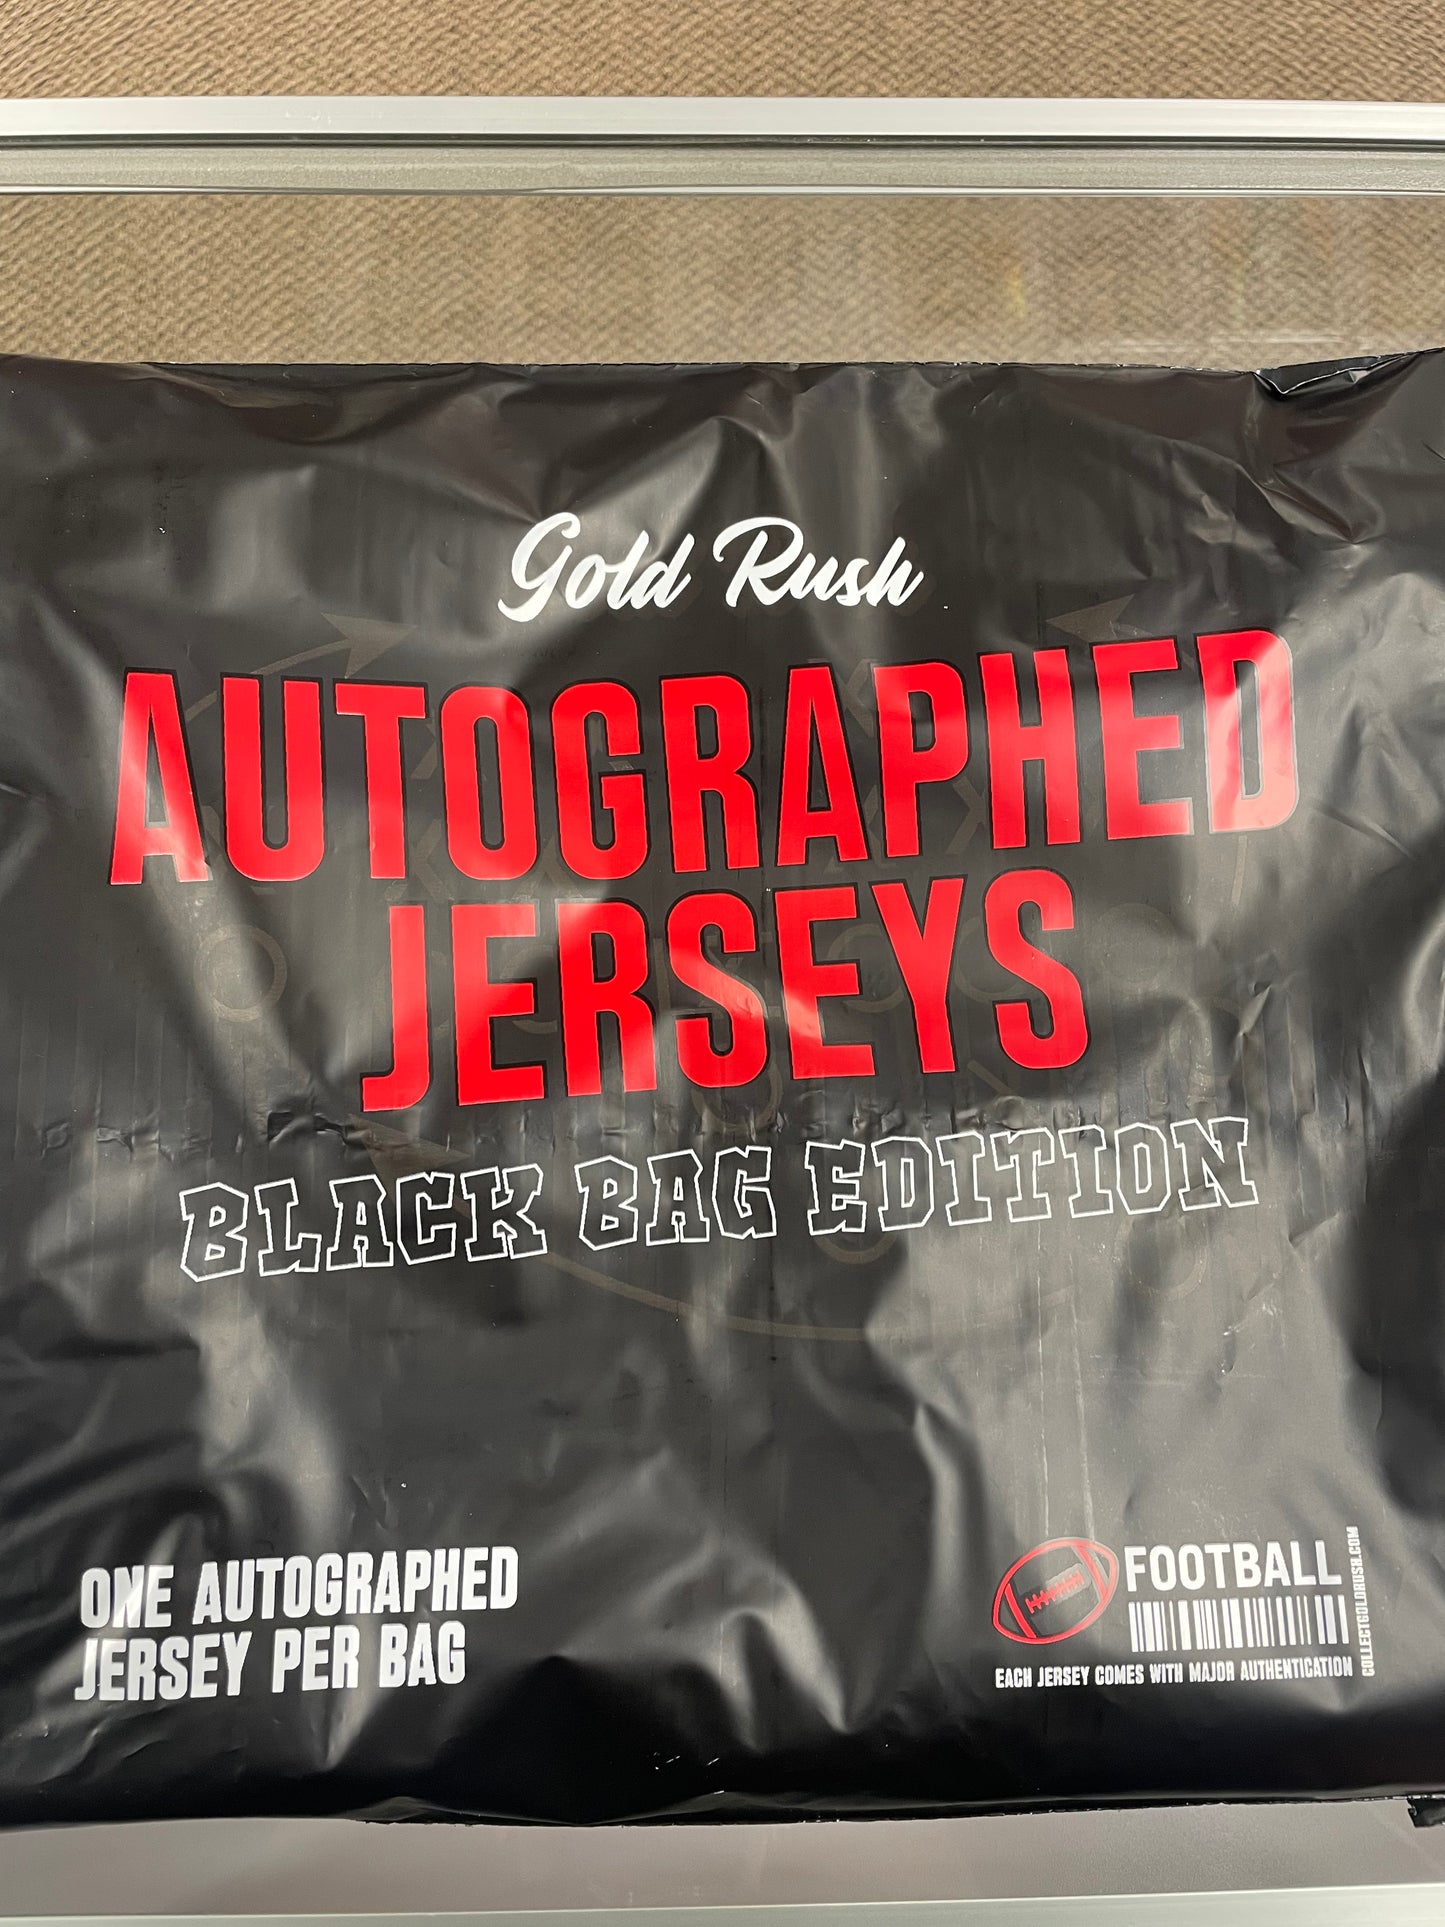 Gold Rush
AUTOGRAPHED
JERSEYS
BLACK BAG EDITION
ONE AUTOGRAPHED
JERSEY PER BAG
FOOTBALL
EACH JERSEY COMES WITH MAJOR AUTHENTICATION
COLLECTGOLDRUSH.COM